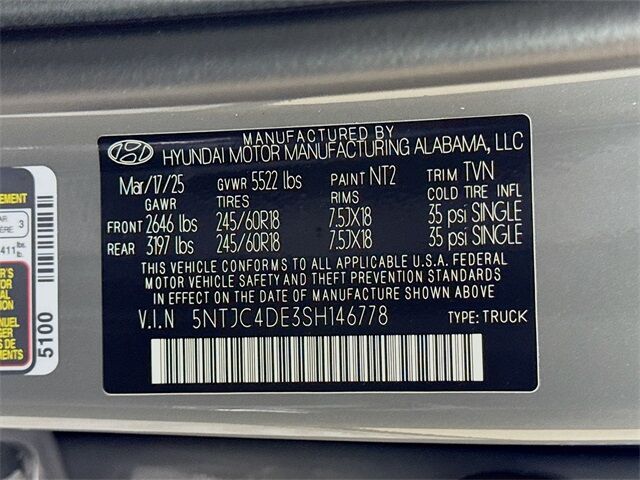 MANUFACTURED BY
HYUNDAI MOTOR MANUFACTURING ALABAMA, LLC
Mar/17/25 GVWR 5522 lbs PAINT NT2 TRIM TVN
GAWR TIRES RIMS COLD TIRE INFL
FRONT 2646 lbs 245/60R18 7.5JX18 35 psi SINGLE
REAR 3197 lbs 245/60R18 7.5JX18 35 psi SINGLE
THIS VEHICLE CONFORMS TO ALL APPLICABLE U.S.A. FEDERAL
MOTOR VEHICLE SAFETY AND THEFT PREVENTION STANDARDS
IN EFFECT ON THE DATE OF MANUFACTURE SHOWN ABOVE.
V.I.N 5NTJC4DE3SH146778 TYPE: TRUCK
3
5100